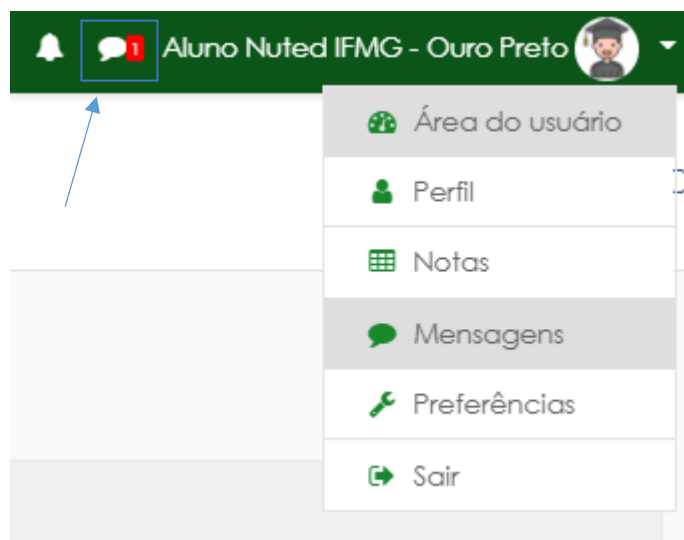 1 Aluno Nuted IFMG - Ouro Preto
Área do usuário
Perfil
Notas
Mensagens
Preferências
Sair